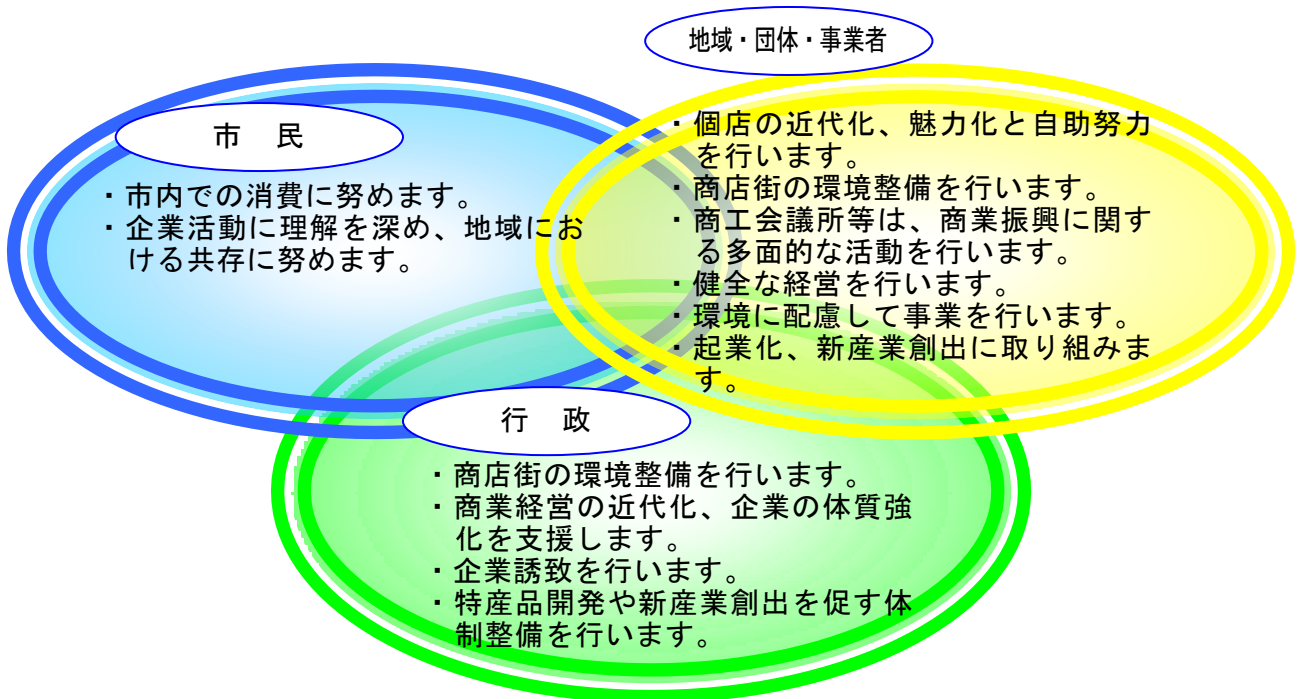 地域・団体・事業者
市　民
・市内での消費に努めます。
・企業活動に理解を深め、地域にお
ける共存に努めます。
・個店の近代化、魅力化と自助努力
を行います。
・商店街の環境整備を行います。
・商工会議所等は、商業振興に関す
る多面的な活動を行います。
・健全な経営を行います。
・環境に配慮して事業を行います。
・起業化、新産業創出に取り組みま
す。
行　政
・商店街の環境整備を行います。
・商業経営の近代化、企業の体質強
化を支援します。
・企業誘致を行います。
・特産品開発や新産業創出を促す体
制整備を行います。